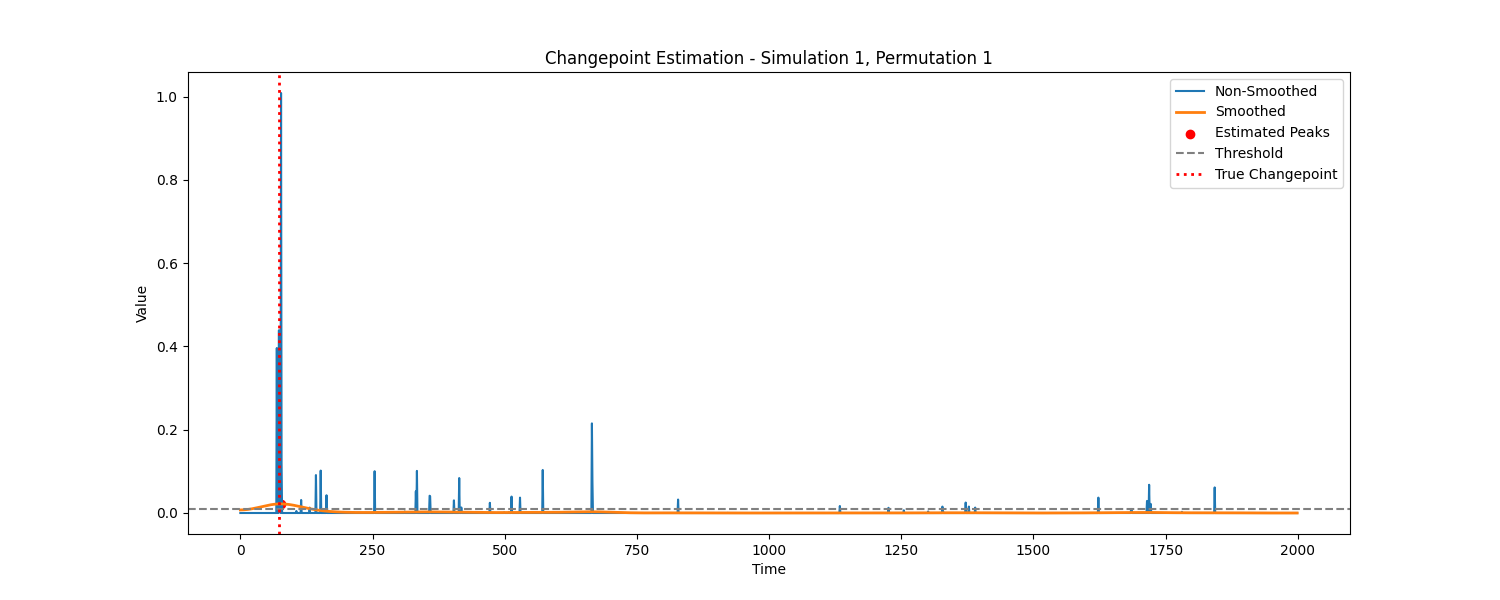 Changepoint Estimation - Simulation 1, Permutation 1
Non-Smoothed
Smoothed
Estimated Peaks
Threshold
True Changepoint
Value
1.0
0.8
0.6
0.4
0.2
0.0
0 250 500 750 1000 1250 1500 1750 2000
Time